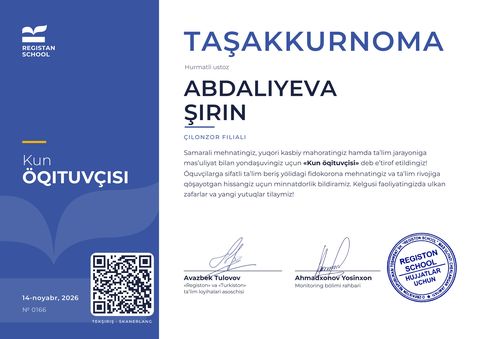 REGISTAN
SCHOOL
Kun
ÖQITUVÇISI
14-noyabr, 2026
№ 0166
TEKŞIRIŞ - SKANERLANG
TAŞAKKURNOMA
Hurmatli ustoz
ABDALIYEVA
ŞIRIN
ÇILONZOR FILIALI
Samarali mehnatingiz, yuqori kasbiy mahoratingiz hamda ta’lim jarayoniga
mas’uliyat bilan yondaşuvingiz uçun «Kun öqituvçisi» deb e’tirof etildingiz!
Öquvçilarga sifatli ta’lim beriş yölidagi fidokorona mehnatingiz va ta’lim rivojiga
qöşayotgan hissangiz uçun minnatdorlik bildiramiz. Kelgusi faoliyatingizda ulkan
zafarlar va yangi yutuqlar tilaymiz!
Avazbek Tulovov
«Registon» va «Turkiston»
ta’lim loyihalari asoschisi
Ahmadxonov Yosinxon
Monitoring bölimi rahbari
REGISTON
SCHOOL
HUJJATLAR
UCHUN